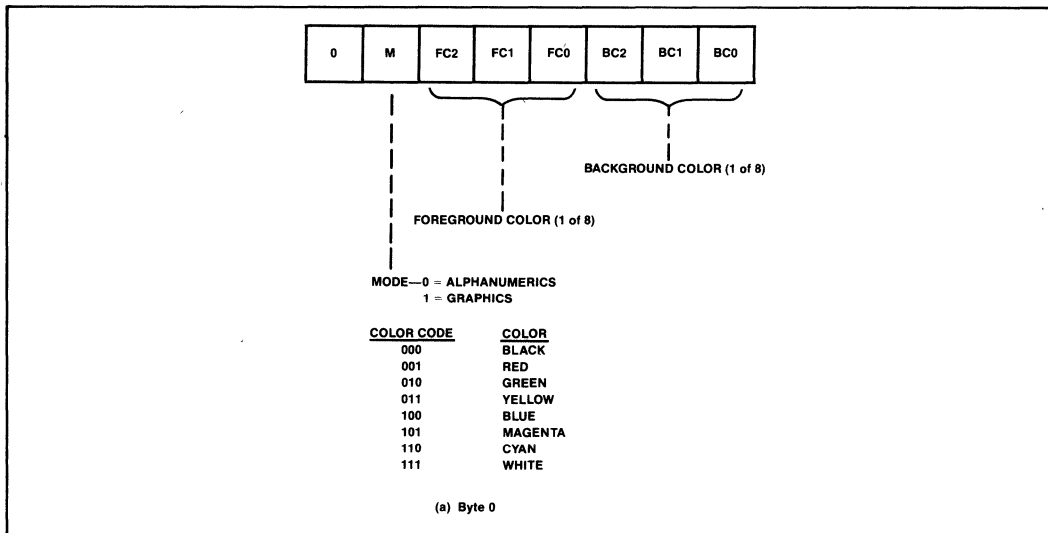 0 M FC2 FC1 FC0 BC2 BC1 BC0
BACKGROUND COLOR (1 of 8)
FOREGROUND COLOR (1 of 8)
MODE—0 = ALPHANUMERICS
1 = GRAPHICS
COLOR CODE COLOR
000 BLACK
001 RED
010 GREEN
011 YELLOW
100 BLUE
101 MAGENTA
110 CYAN
111 WHITE
(a) Byte 0